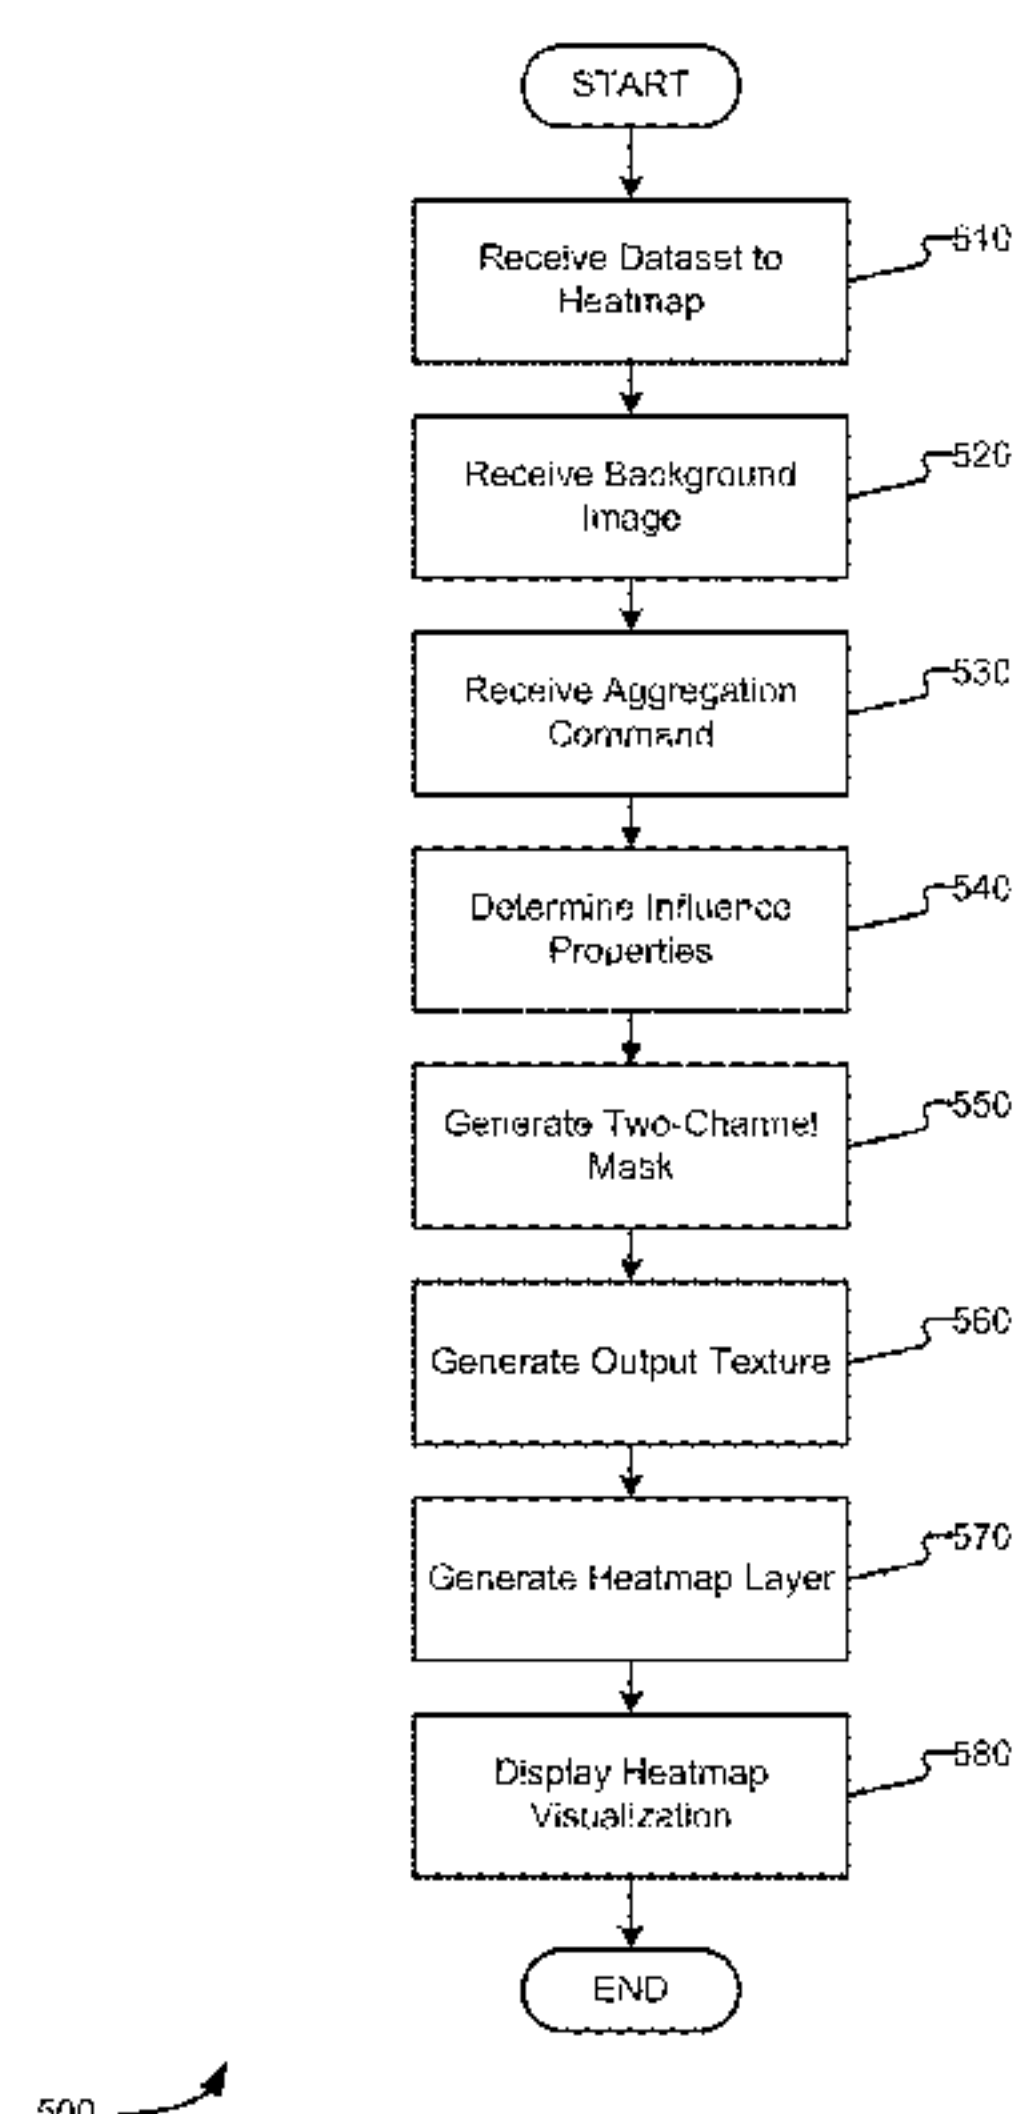 START
Receive Dataset to
Heatmap
510
Receive Background
Image
520
Receive Aggregation
Command
530
Determine Influence
Properties
540
Generate Two-Channel
Mask
550
Generate Output Texture
560
Generate Heatmap Layer
570
Display Heatmap
Visualization
580
END
500